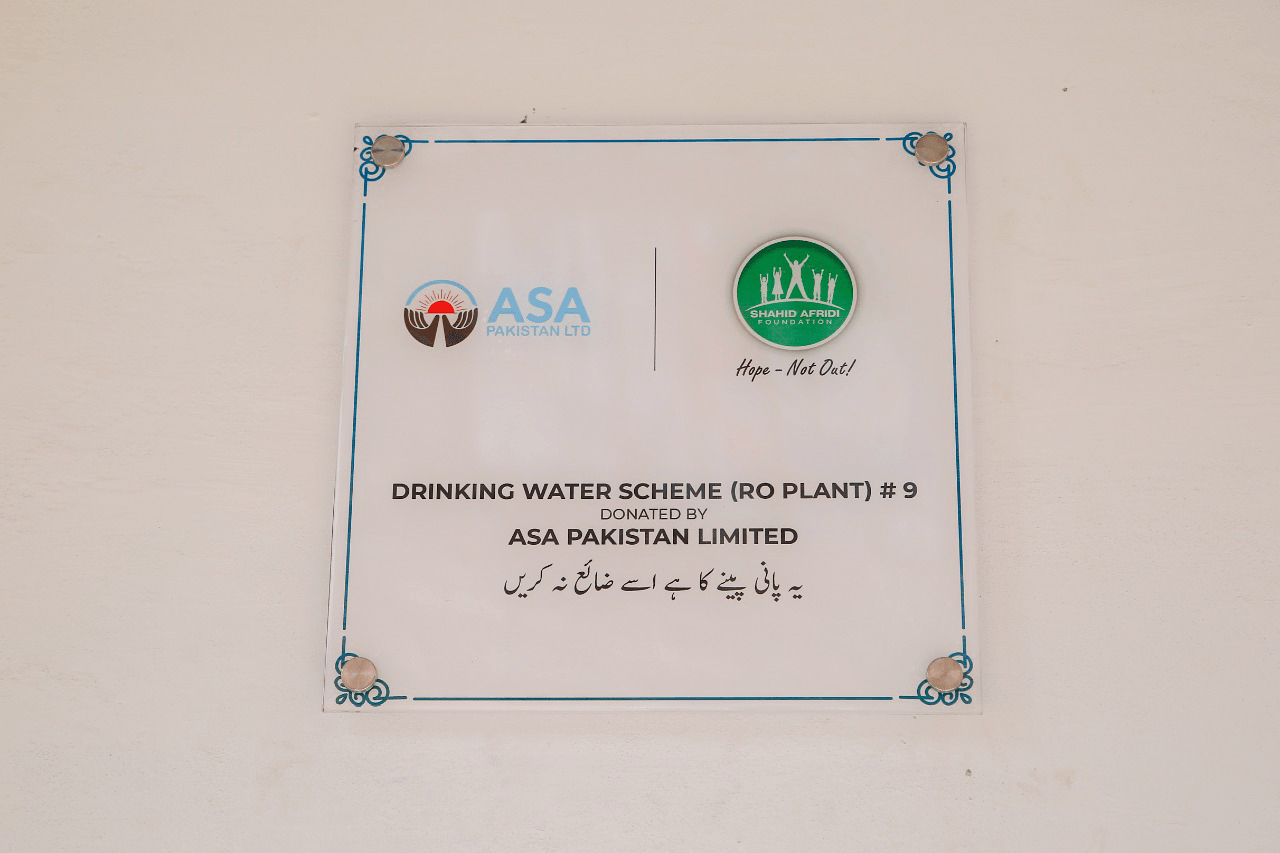 ASA
PAKISTAN LTD
SHAHID AFRIDI
FOUNDATION
Hope - Not Out!
DRINKING WATER SCHEME (RO PLANT) # 9
DONATED BY
ASA PAKISTAN LIMITED
یہ پانی پینے کا ہے اسے ضائع نہ کریں